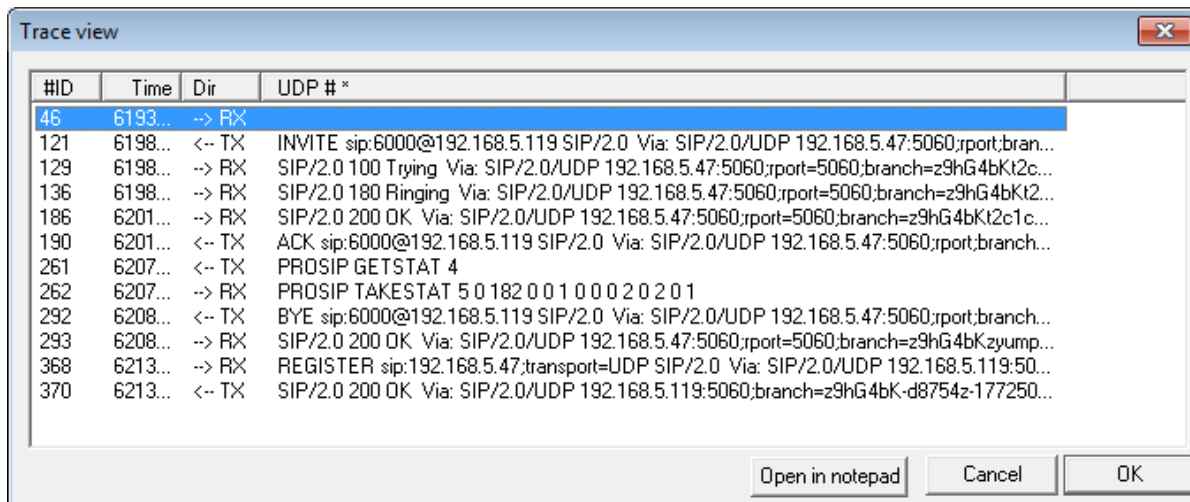 Trace view
#ID Time Dir UDP # *
46 6193... --> RX
121 6198... <-- TX INVITE sip:6000@192.168.5.119 SIP/2.0 Via: SIP/2.0/UDP 192.168.5.47:5060;rport;bran...
129 6198... --> RX SIP/2.0 100 Trying Via: SIP/2.0/UDP 192.168.5.47:5060;rport=5060;branch=z9hG4bKt2c...
136 6198... --> RX SIP/2.0 180 Ringing Via: SIP/2.0/UDP 192.168.5.47:5060;rport=5060;branch=z9hG4bKt2...
186 6201... --> RX SIP/2.0 200 OK Via: SIP/2.0/UDP 192.168.5.47:5060;rport=5060;branch=z9hG4bKt2c1c...
190 6201... <-- TX ACK sip:6000@192.168.5.119 SIP/2.0 Via: SIP/2.0/UDP 192.168.5.47:5060;rport;branch...
261 6207... <-- TX PROSIP GETSTAT 4
262 6207... --> RX PROSIP TAKESTAT 5 0 182 0 0 1 0 0 0 2 0 2 0 1
292 6208... <-- TX BYE sip:6000@192.168.5.119 SIP/2.0 Via: SIP/2.0/UDP 192.168.5.47:5060;rport;branch...
293 6208... --> RX SIP/2.0 200 OK Via: SIP/2.0/UDP 192.168.5.47:5060;rport=5060;branch=z9hG4bKzyump...
368 6213... --> RX REGISTER sip:192.168.5.47;transport=UDP SIP/2.0 Via: SIP/2.0/UDP 192.168.5.119:50...
370 6213... <-- TX SIP/2.0 200 OK Via: SIP/2.0/UDP 192.168.5.119:5060;branch=z9hG4bK-d8754z-177250...
Open in notepad Cancel OK